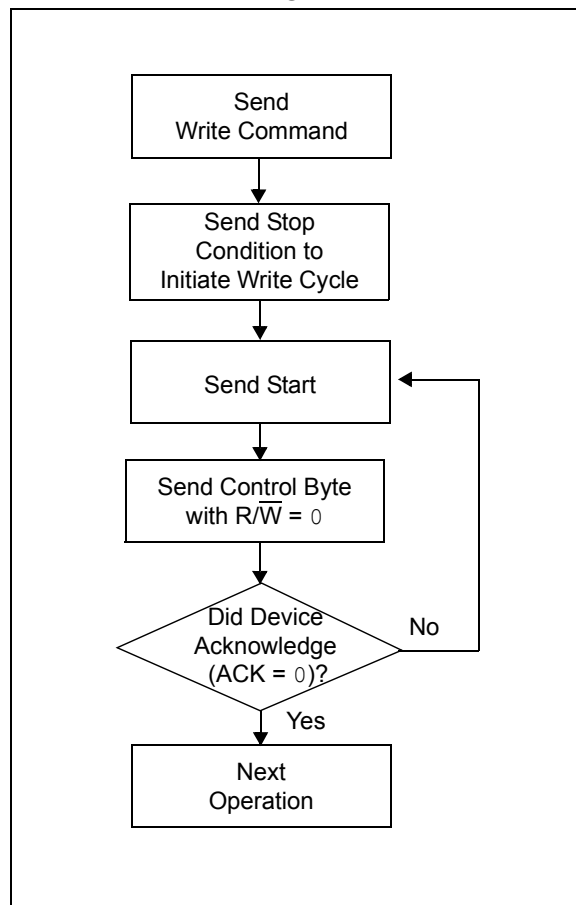 Send
Write Command
Send Stop
Condition to
Initiate Write Cycle
Send Start
Send Control Byte
with R/W̅ = 0
Did Device
Acknowledge
(ACK = 0)?
No
Yes
Next
Operation